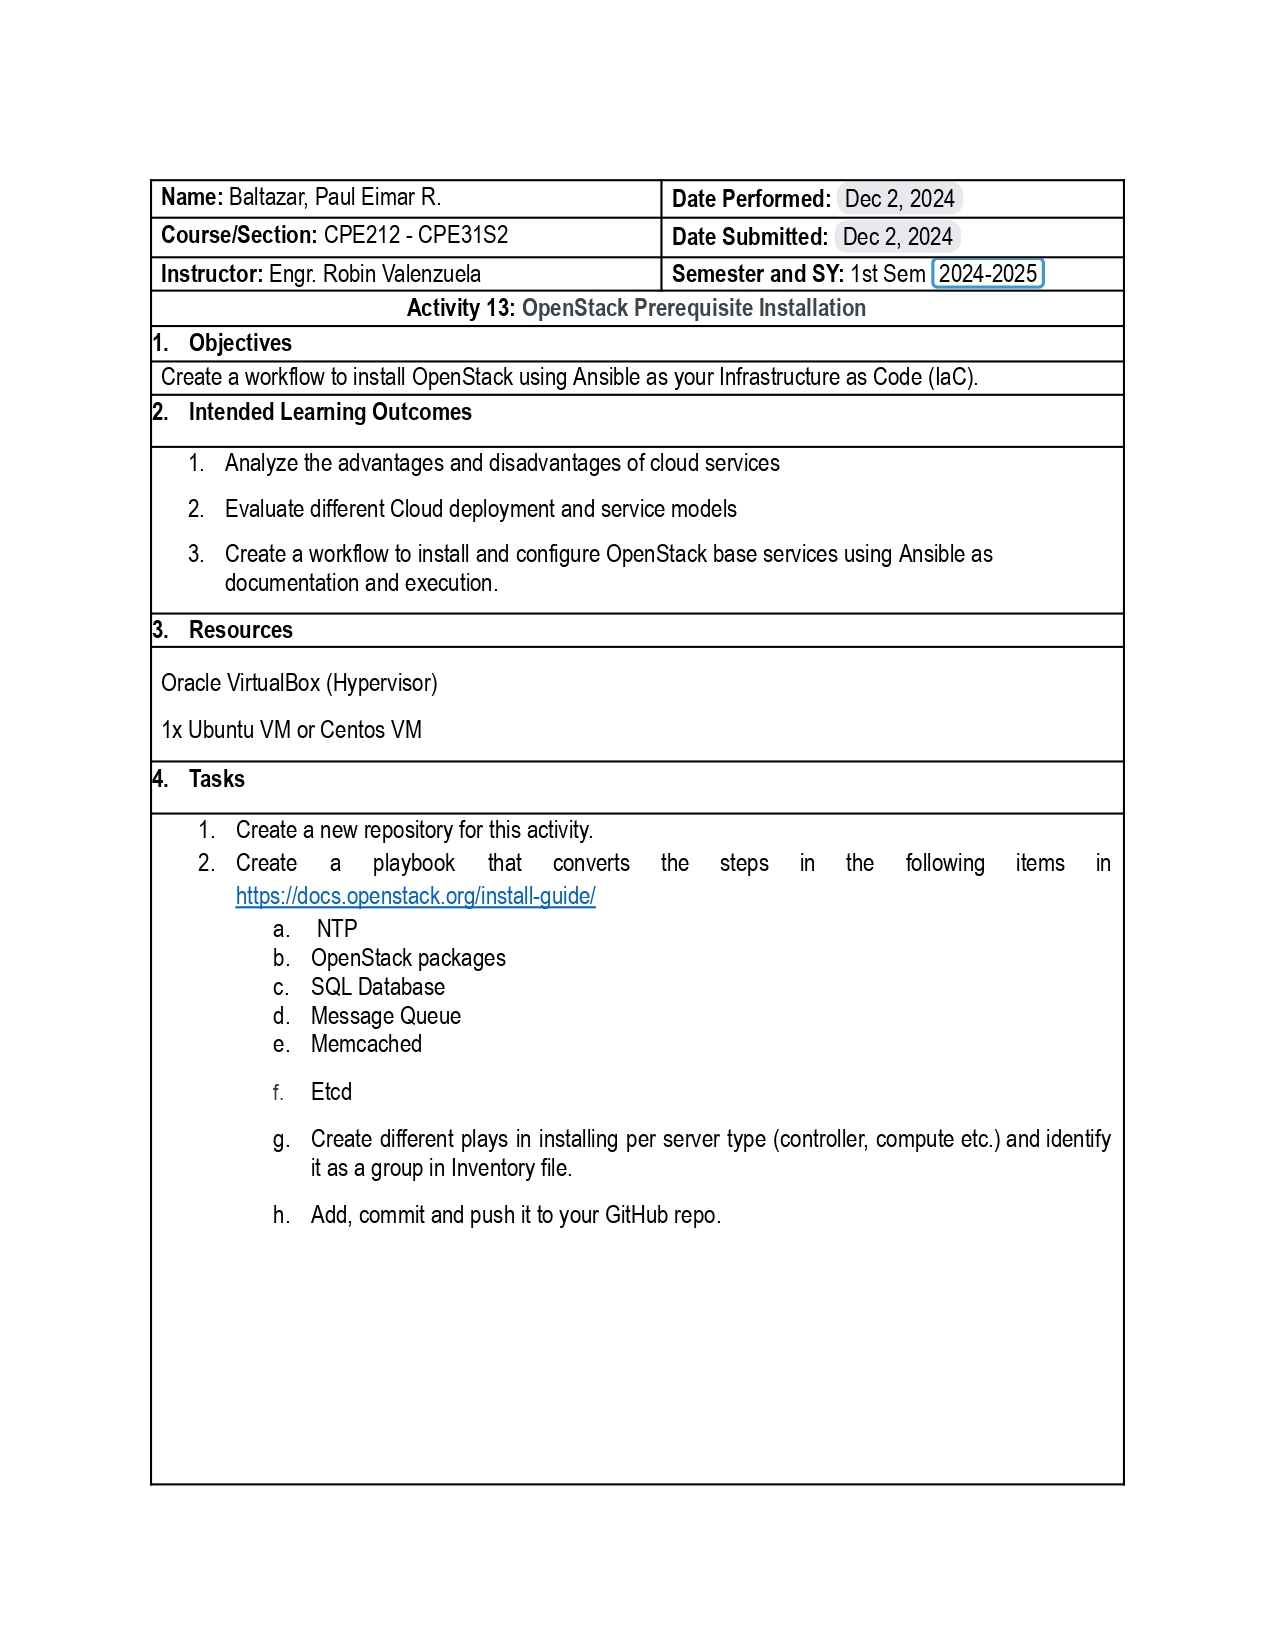 Name: Baltazar, Paul Eimar R.
Date Performed: Dec 2, 2024
Course/Section: CPE212 - CPE31S2
Date Submitted: Dec 2, 2024
Instructor: Engr. Robin Valenzuela
Semester and SY: 1st Sem 2024-2025
Activity 13: OpenStack Prerequisite Installation
1. Objectives
Create a workflow to install OpenStack using Ansible as your Infrastructure as Code (IaC).
2. Intended Learning Outcomes
1. Analyze the advantages and disadvantages of cloud services
2. Evaluate different Cloud deployment and service models
3. Create a workflow to install and configure OpenStack base services using Ansible as
documentation and execution.
3. Resources
Oracle VirtualBox (Hypervisor)
1x Ubuntu VM or Centos VM
4. Tasks
1. Create a new repository for this activity.
2. Create a playbook that converts the steps in the following items in
https://docs.openstack.org/install-guide/
a. NTP
b. OpenStack packages
c. SQL Database
d. Message Queue
e. Memcached
f. Etcd
g. Create different plays in installing per server type (controller, compute etc.) and identify
it as a group in Inventory file.
h. Add, commit and push it to your GitHub repo.